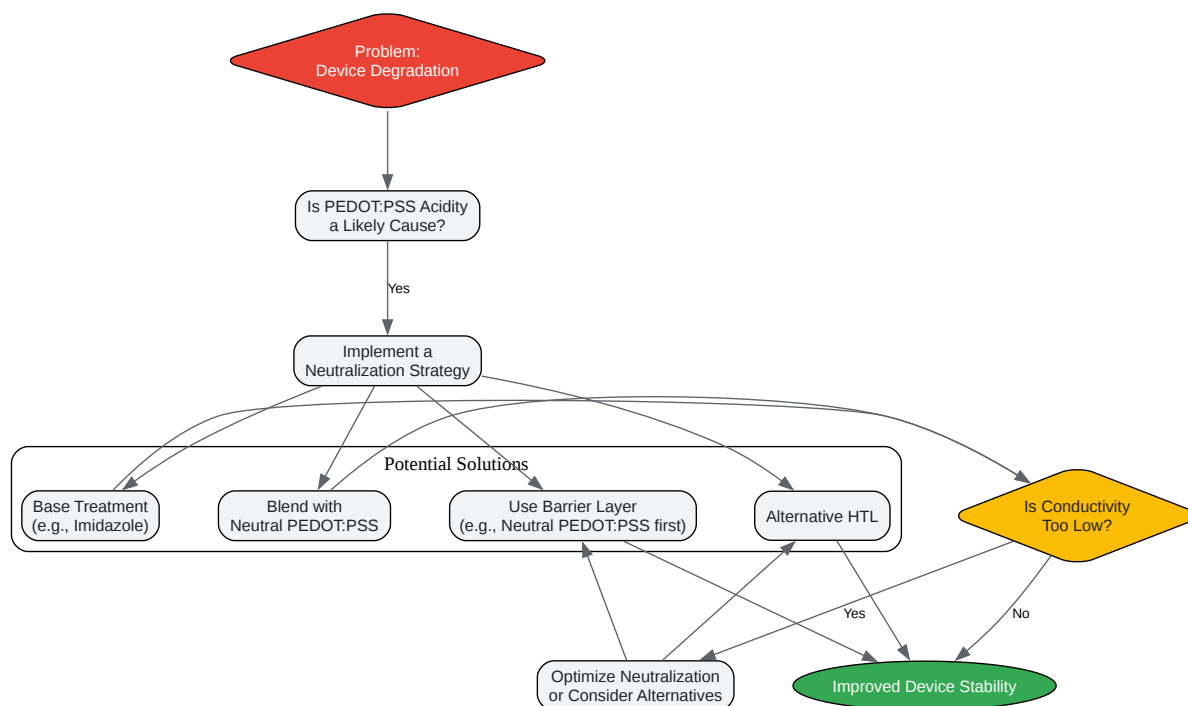 Problem:
Device Degradation
Is PEDOT:PSS Acidity
a Likely Cause?
Yes
Implement a
Neutralization Strategy
Potential Solutions
Base Treatment
(e.g., Imidazole)
Blend with
Neutral PEDOT:PSS
Use Barrier Layer
(e.g., Neutral PEDOT:PSS first)
Alternative HTL
Is Conductivity
Too Low?
Yes
No
Optimize Neutralization
or Consider Alternatives
Improved Device Stability